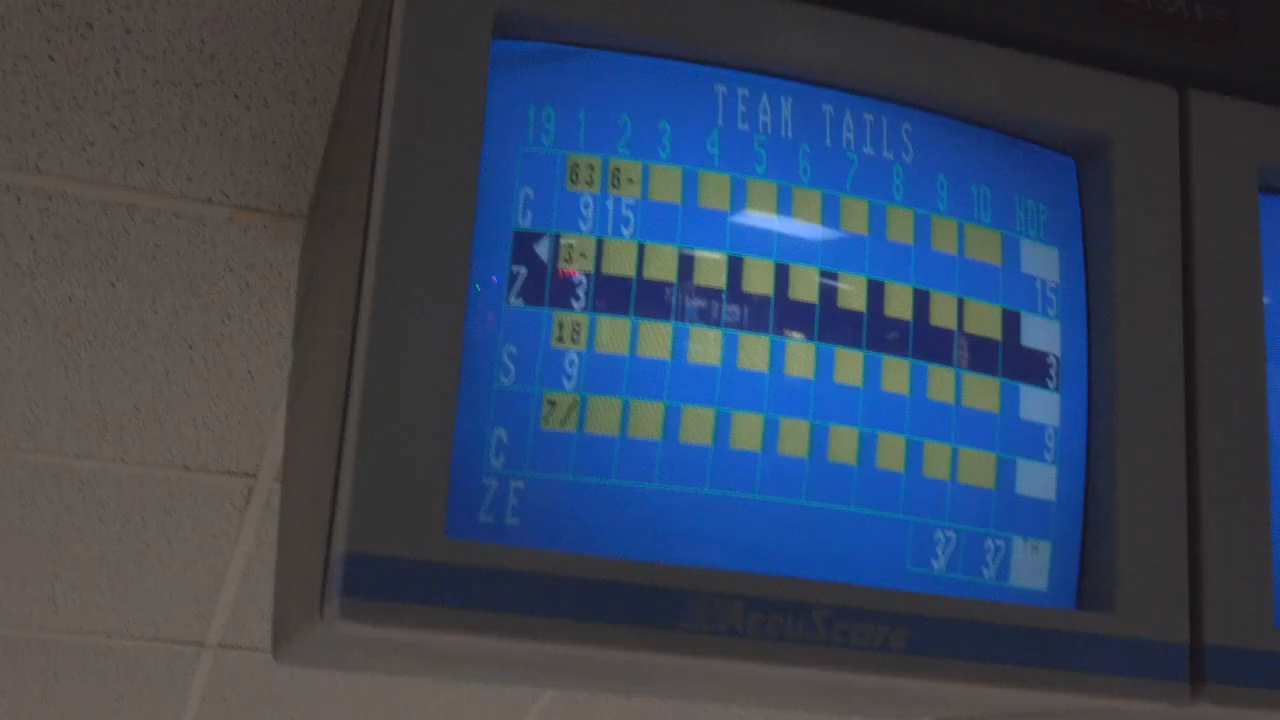 TEAM TAILS
19 1 2 3 4 5 6 7 8 9 10 HDP
63 6-
G 9 15 15
3-
Z 3 3
18
S 9 9
7/
C
ZE 37 37
AccuScore